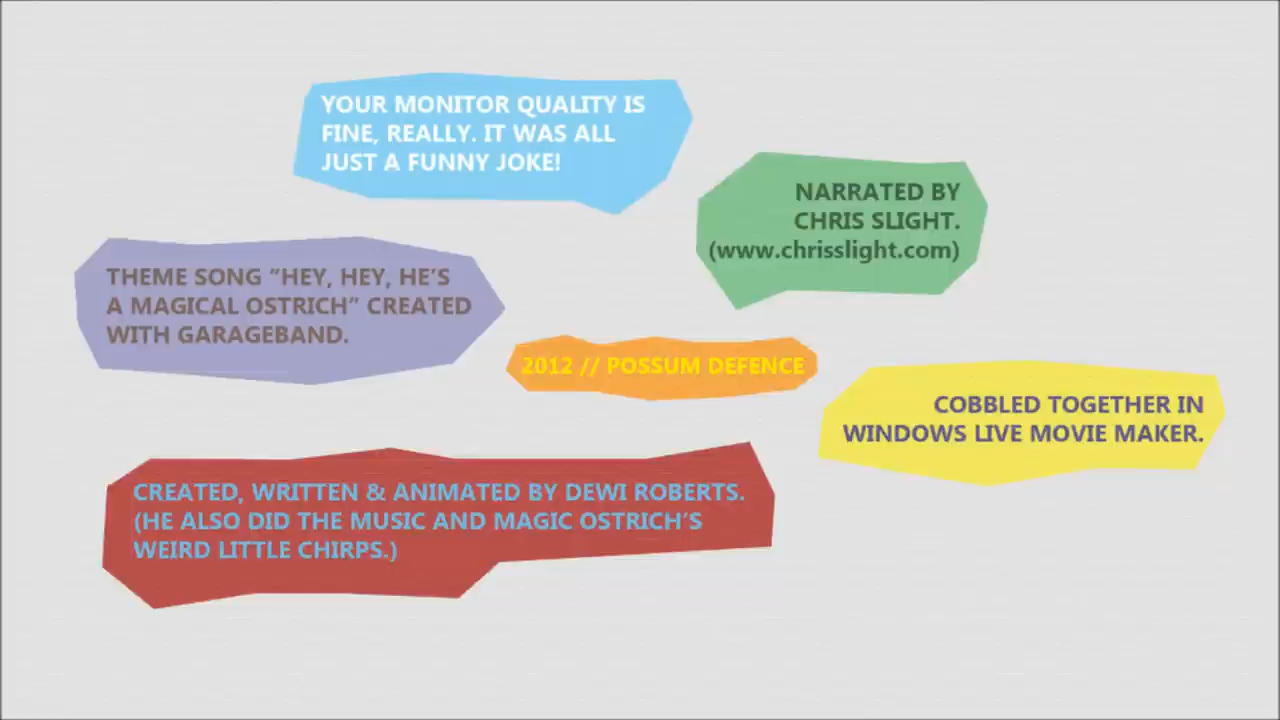 YOUR MONITOR QUALITY IS
FINE, REALLY. IT WAS ALL
JUST A FUNNY JOKE!
NARRATED BY
CHRIS SLIGHT.
(www.chrisslight.com)
THEME SONG “HEY, HEY, HE’S
A MAGICAL OSTRICH” CREATED
WITH GARAGEBAND.
2012 // POSSUM DEFENCE
COBBLED TOGETHER IN
WINDOWS LIVE MOVIE MAKER.
CREATED, WRITTEN & ANIMATED BY DEWI ROBERTS.
(HE ALSO DID THE MUSIC AND MAGIC OSTRICH’S
WEIRD LITTLE CHIRPS.)